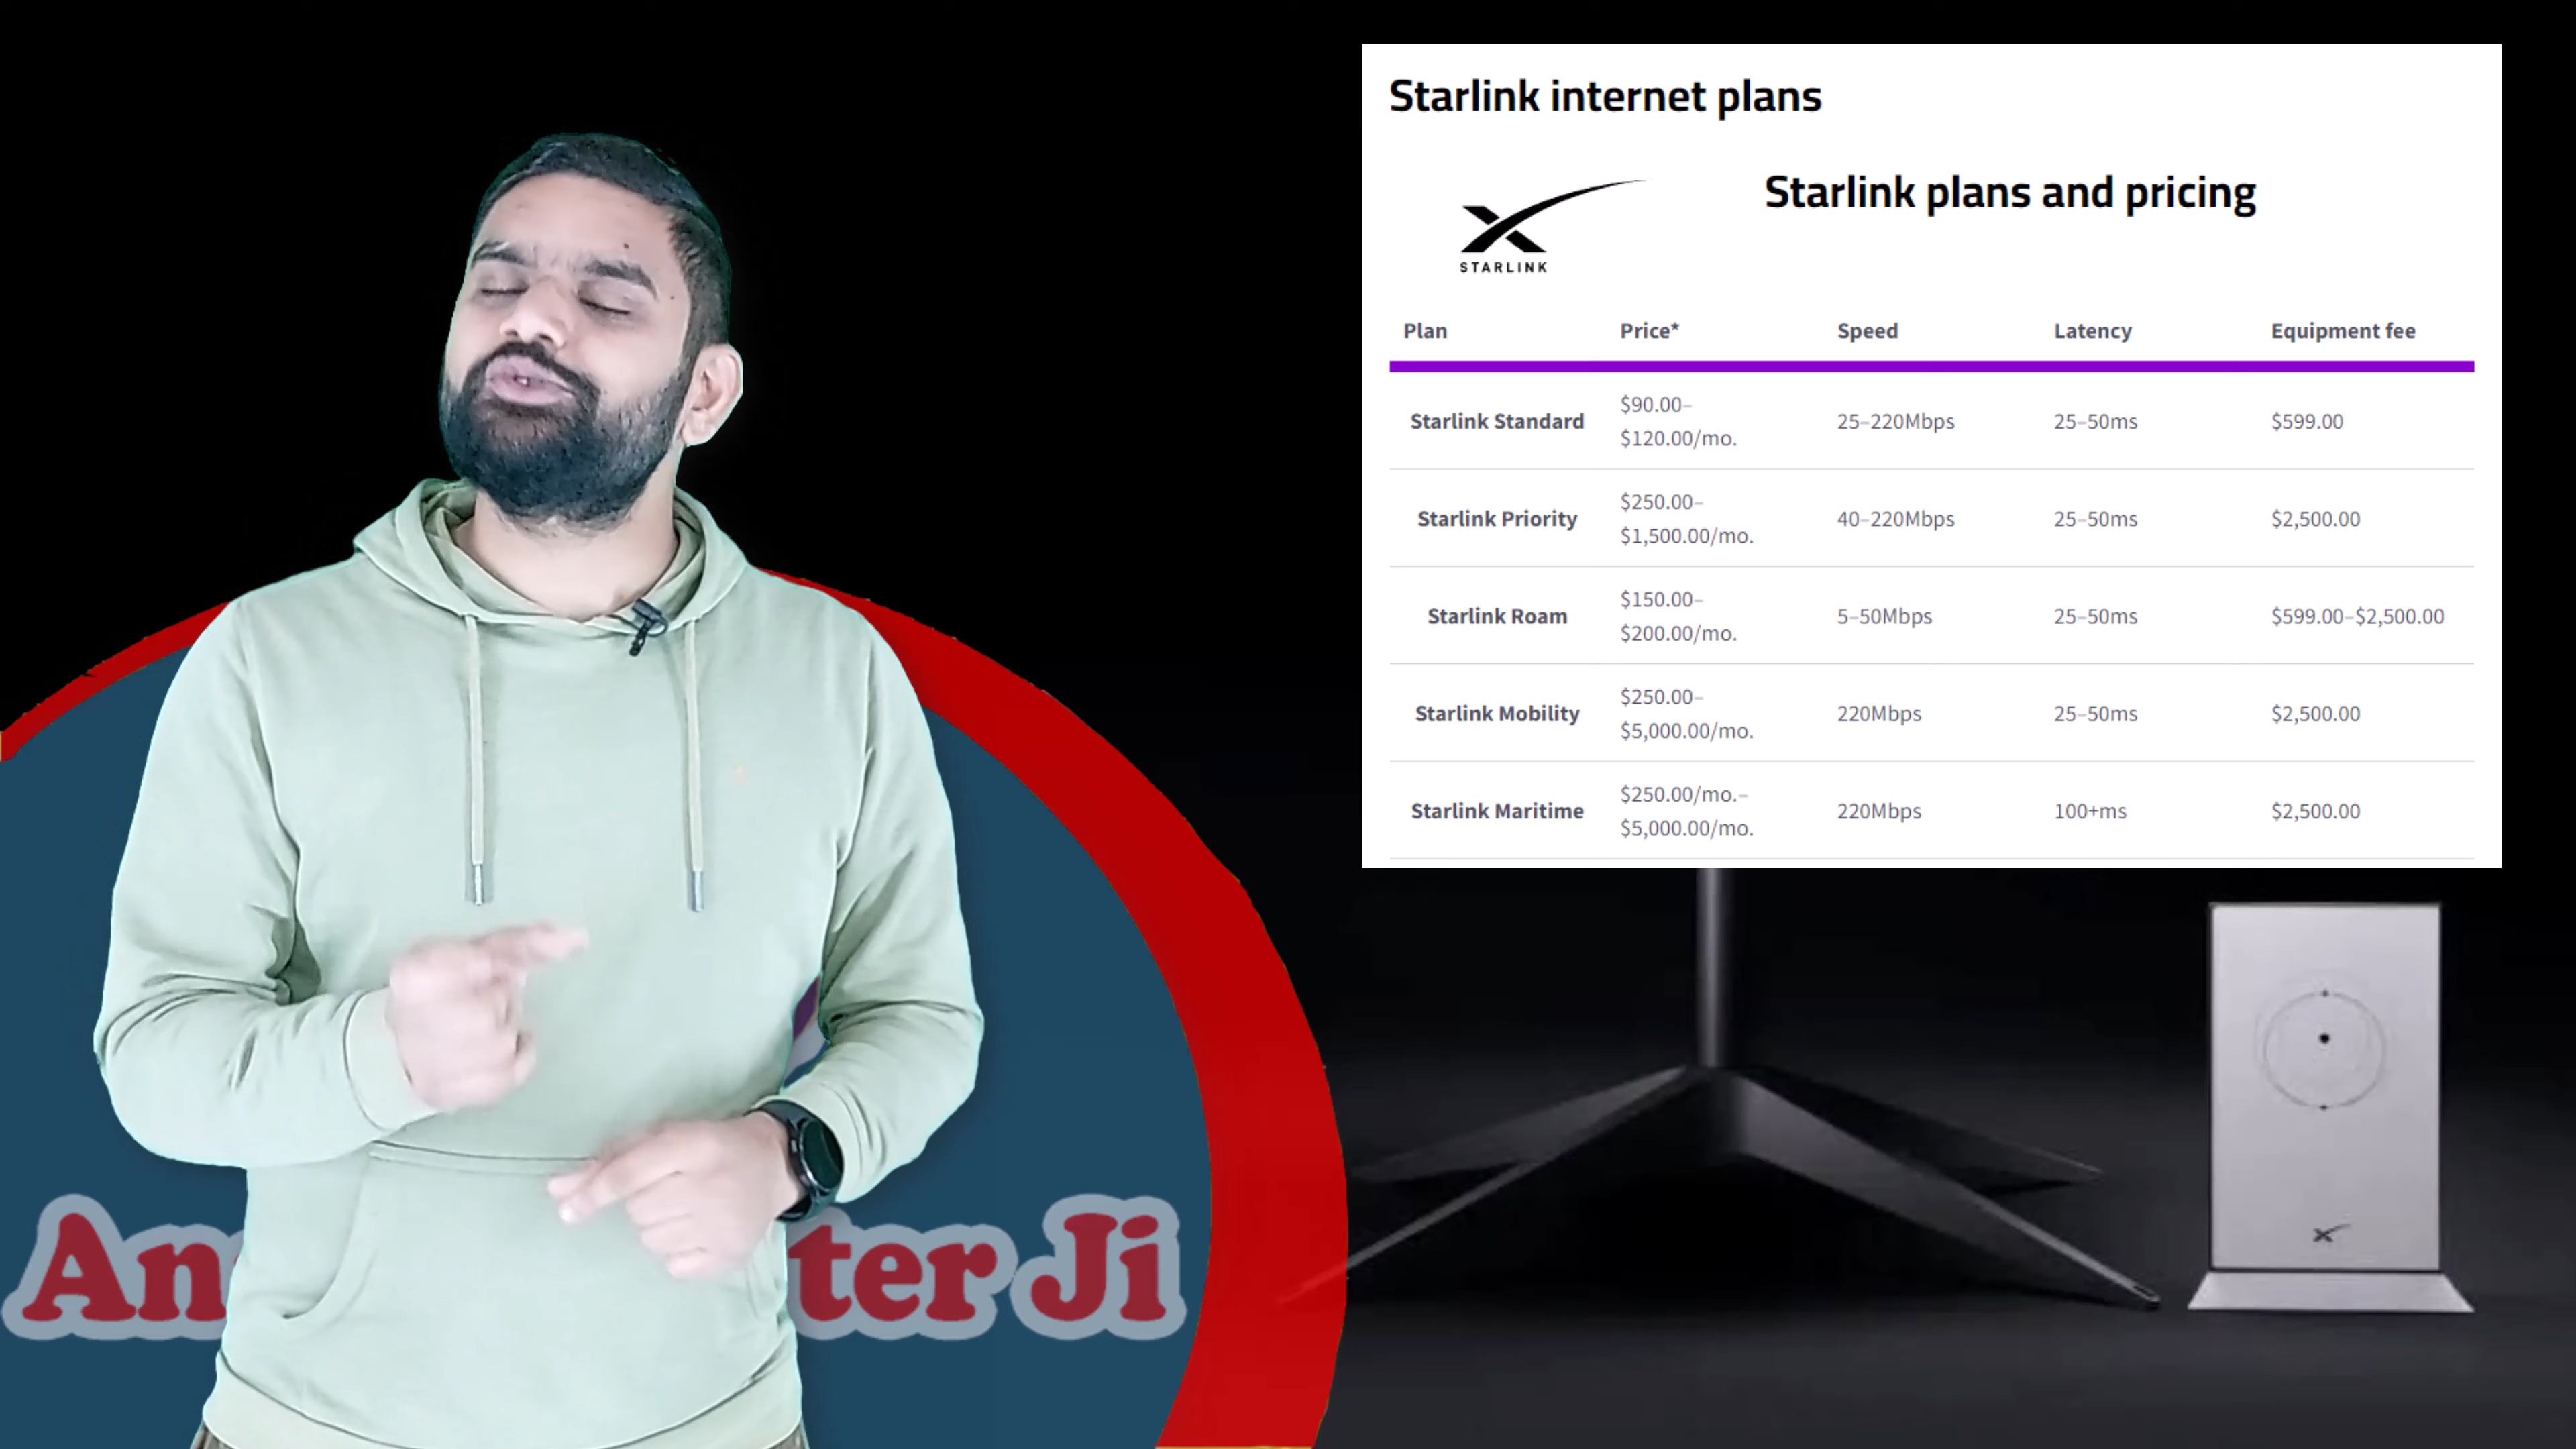 Starlink internet plans
STARLINK
Starlink plans and pricing
Plan Price* Speed Latency Equipment fee
Starlink Standard $90.00– $120.00/mo. 25–220Mbps 25–50ms $599.00
Starlink Priority $250.00– $1,500.00/mo. 40–220Mbps 25–50ms $2,500.00
Starlink Roam $150.00– $200.00/mo. 5–50Mbps 25–50ms $599.00–$2,500.00
Starlink Mobility $250.00– $5,000.00/mo. 220Mbps 25–50ms $2,500.00
Starlink Maritime $250.00/mo.– $5,000.00/mo. 220Mbps 100+ms $2,500.00
Ji